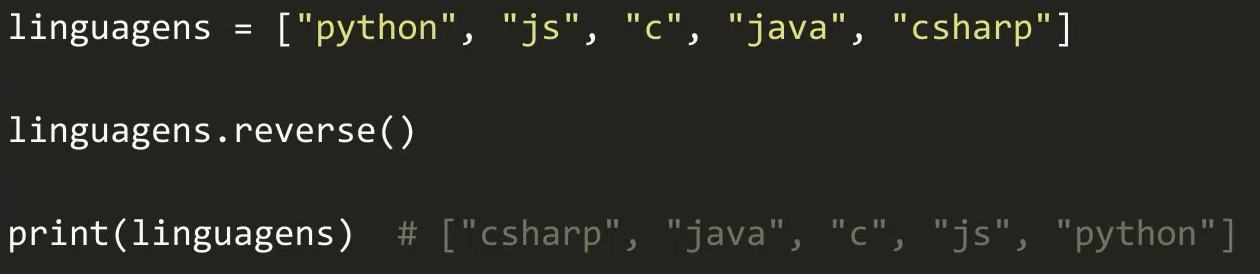 linguagens = ["python", "js", "c", "java", "csharp"]
linguagens.reverse()
print(linguagens)  # ["csharp", "java", "c", "js", "python"]